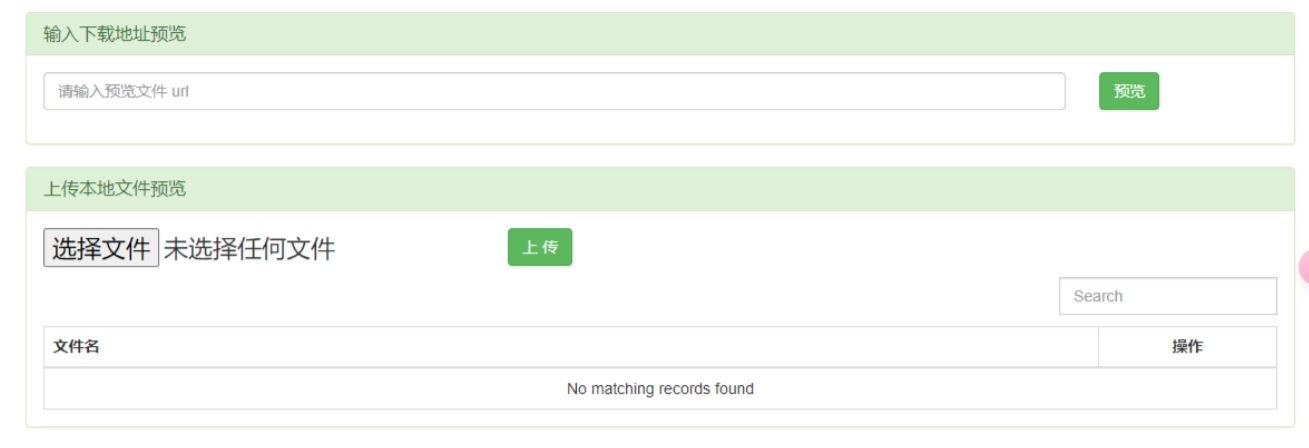 输入下载地址预览
请输入预览文件 url
预览
上传本地文件预览
选择文件 未选择任何文件
上 传
Search
文件名 操作
No matching records found